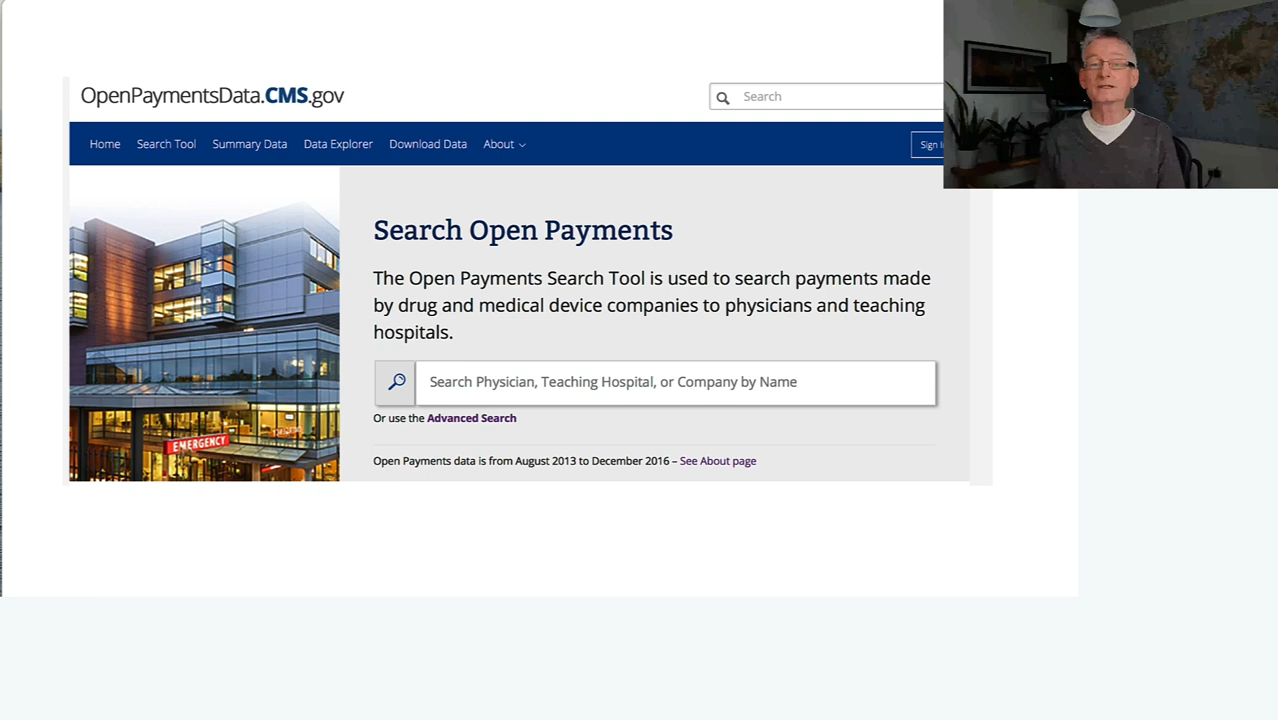 OpenPaymentsData.CMS.gov
Search
Home Search Tool Summary Data Data Explorer Download Data About
Sign
Search Open Payments
The Open Payments Search Tool is used to search payments made
by drug and medical device companies to physicians and teaching
hospitals.
Search Physician, Teaching Hospital, or Company by Name
Or use the Advanced Search
Open Payments data is from August 2013 to December 2016 – See About page
EMERGENCY